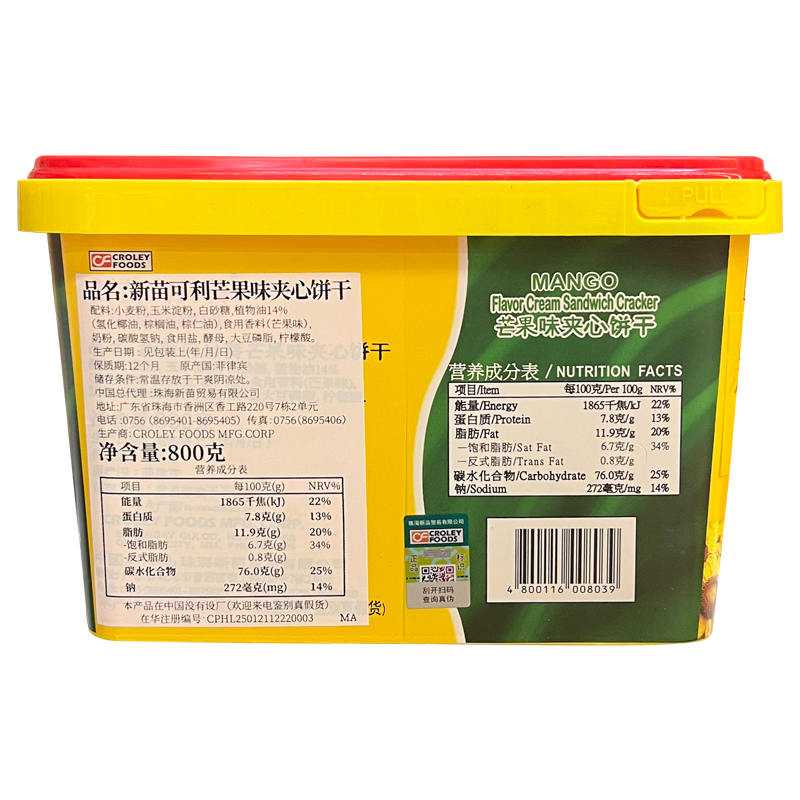 PULL
CF CROLEY FOODS
品名:新苗可利芒果味夹心饼干
配料:小麦粉,玉米淀粉,白砂糖,植物油14%
(氢化椰油,棕榈油,棕仁油),食用香料(芒果味),
奶粉,碳酸氢钠,食用盐,酵母,大豆磷脂,柠檬酸。
生产日期:见包装上(年/月/日)
保质期:12个月 原产国:菲律宾
储存条件:常温存放于干爽阴凉处。
中国总代理:珠海新苗贸易有限公司
地址:广东省珠海市香洲区香工路220号7栋2单元
电话:0756 (8695401-8695405) 传真:0756(8695406)
生产商:CROLEY FOODS MFG.CORP
净含量:800克
营养成分表
项目 每100克(g) NRV%
能量 1865千焦(kJ) 22%
蛋白质 7.8克(g) 13%
脂肪 11.9克(g) 20%
-饱和脂肪 6.7克(g) 34%
-反式脂肪 0.8克(g)
碳水化合物 76.0克(g) 25%
钠 272毫克(mg) 14%
本产品在中国没有设厂(欢迎来电鉴别真假货)
在华注册编号·CPHL25012112220003 MA
货)
MANGO
Flavor Cream Sandwich Cracker
芒果味夹心饼干
营养成分表 / NUTRITION FACTS
项目/Item 每100克/Per 100g NRV%
能量/Energy 1865千焦/kJ 22%
蛋白质/Protein 7.8克/g 13%
脂肪/Fat 11.9克/g 20%
—饱和脂肪/Sat Fat 6.7克/g 34%
—反式脂肪/Trans Fat 0.8克/g
碳水化合物/Carbohydrate 76.0克/g 25%
钠/Sodium 272毫克/mg 14%
珠海新苗贸易有限公司
CF CROLEY FOODS
正品
标识
刮开扫码
查询真伪
4 800116 008039